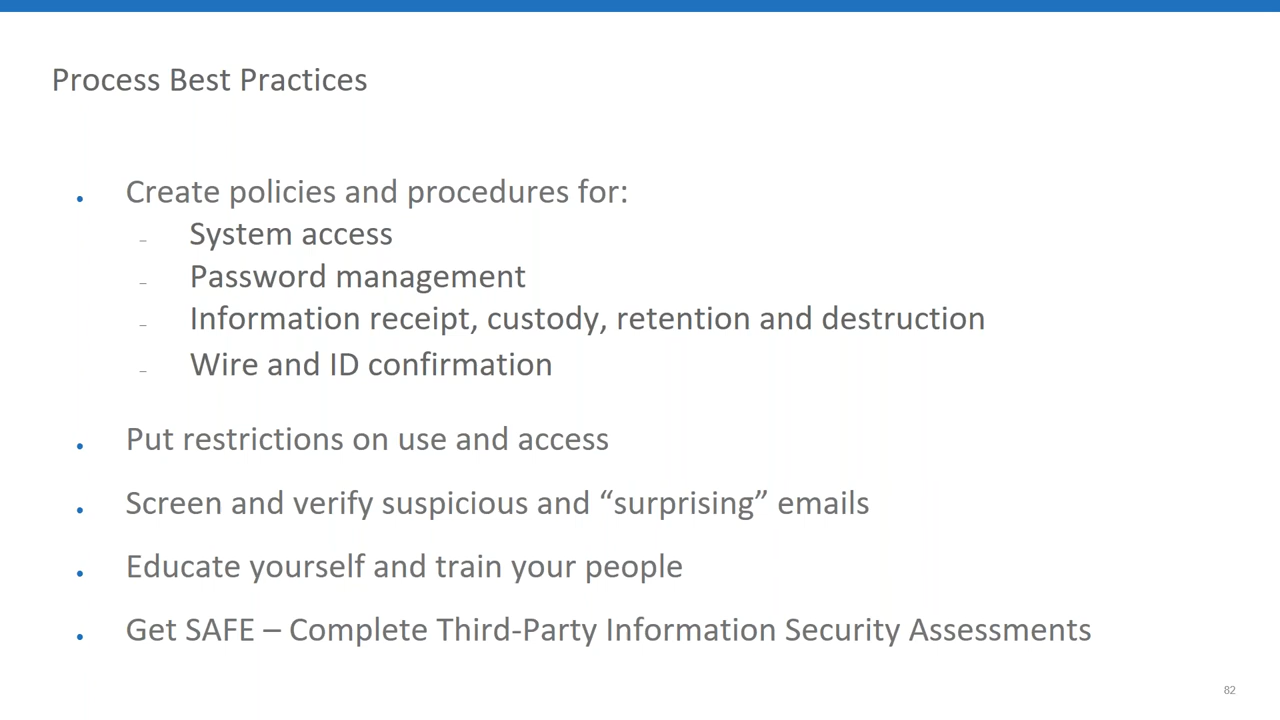 Process Best Practices
• Create policies and procedures for:
– System access
– Password management
– Information receipt, custody, retention and destruction
– Wire and ID confirmation
• Put restrictions on use and access
• Screen and verify suspicious and “surprising” emails
• Educate yourself and train your people
• Get SAFE – Complete Third-Party Information Security Assessments
82